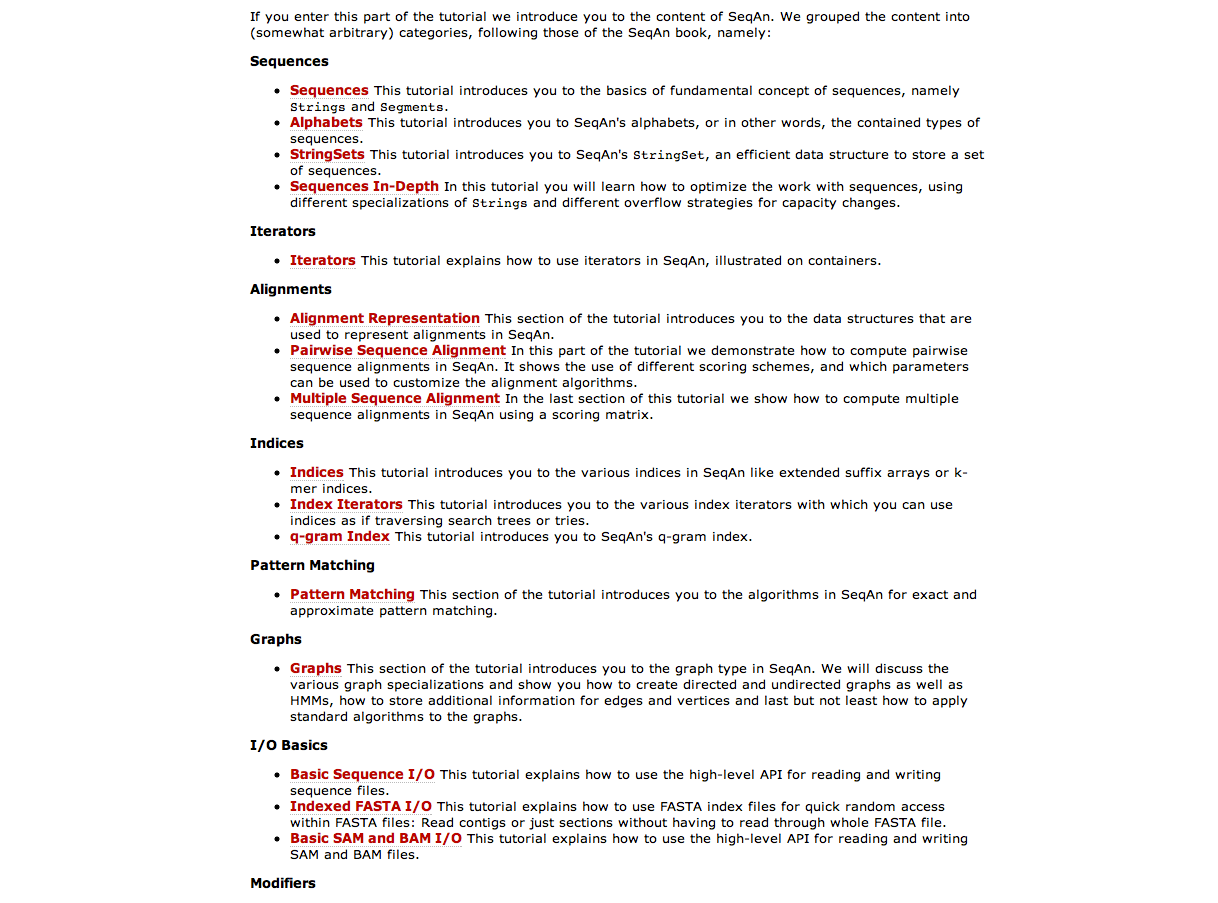 If you enter this part of the tutorial we introduce you to the content of SeqAn. We grouped the content into
(somewhat arbitrary) categories, following those of the SeqAn book, namely:
Sequences
• Sequences This tutorial introduces you to the basics of fundamental concept of sequences, namely
Strings and Segments.
• Alphabets This tutorial introduces you to SeqAn's alphabets, or in other words, the contained types of
sequences.
• StringSets This tutorial introduces you to SeqAn's StringSet, an efficient data structure to store a set
of sequences.
• Sequences In-Depth In this tutorial you will learn how to optimize the work with sequences, using
different specializations of Strings and different overflow strategies for capacity changes.
Iterators
• Iterators This tutorial explains how to use iterators in SeqAn, illustrated on containers.
Alignments
• Alignment Representation This section of the tutorial introduces you to the data structures that are
used to represent alignments in SeqAn.
• Pairwise Sequence Alignment In this part of the tutorial we demonstrate how to compute pairwise
sequence alignments in SeqAn. It shows the use of different scoring schemes, and which parameters
can be used to customize the alignment algorithms.
• Multiple Sequence Alignment In the last section of this tutorial we show how to compute multiple
sequence alignments in SeqAn using a scoring matrix.
Indices
• Indices This tutorial introduces you to the various indices in SeqAn like extended suffix arrays or k-
mer indices.
• Index Iterators This tutorial introduces you to the various index iterators with which you can use
indices as if traversing search trees or tries.
• q-gram Index This tutorial introduces you to SeqAn's q-gram index.
Pattern Matching
• Pattern Matching This section of the tutorial introduces you to the algorithms in SeqAn for exact and
approximate pattern matching.
Graphs
• Graphs This section of the tutorial introduces you to the graph type in SeqAn. We will discuss the
various graph specializations and show you how to create directed and undirected graphs as well as
HMMs, how to store additional information for edges and vertices and last but not least how to apply
standard algorithms to the graphs.
I/O Basics
• Basic Sequence I/O This tutorial explains how to use the high-level API for reading and writing
sequence files.
• Indexed FASTA I/O This tutorial explains how to use FASTA index files for quick random access
within FASTA files: Read contigs or just sections without having to read through whole FASTA file.
• Basic SAM and BAM I/O This tutorial explains how to use the high-level API for reading and writing
SAM and BAM files.
Modifiers